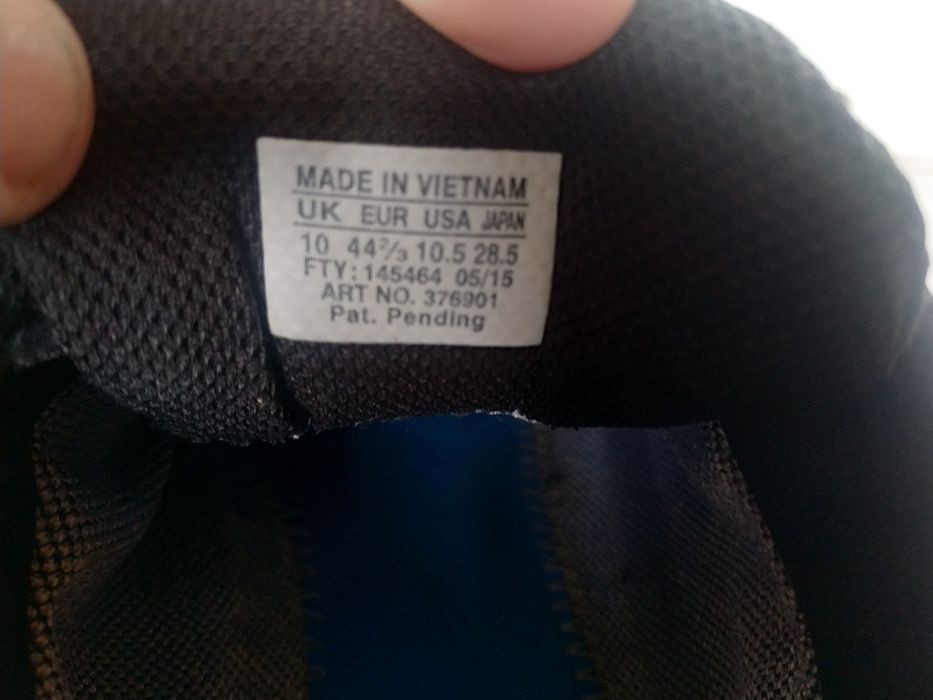 MADE IN VIETNAM
UK EUR USA JAPAN
10 44⅔ 10.5 28.5
FTY: 145464 05/15
ART NO. 376901
Pat. Pending